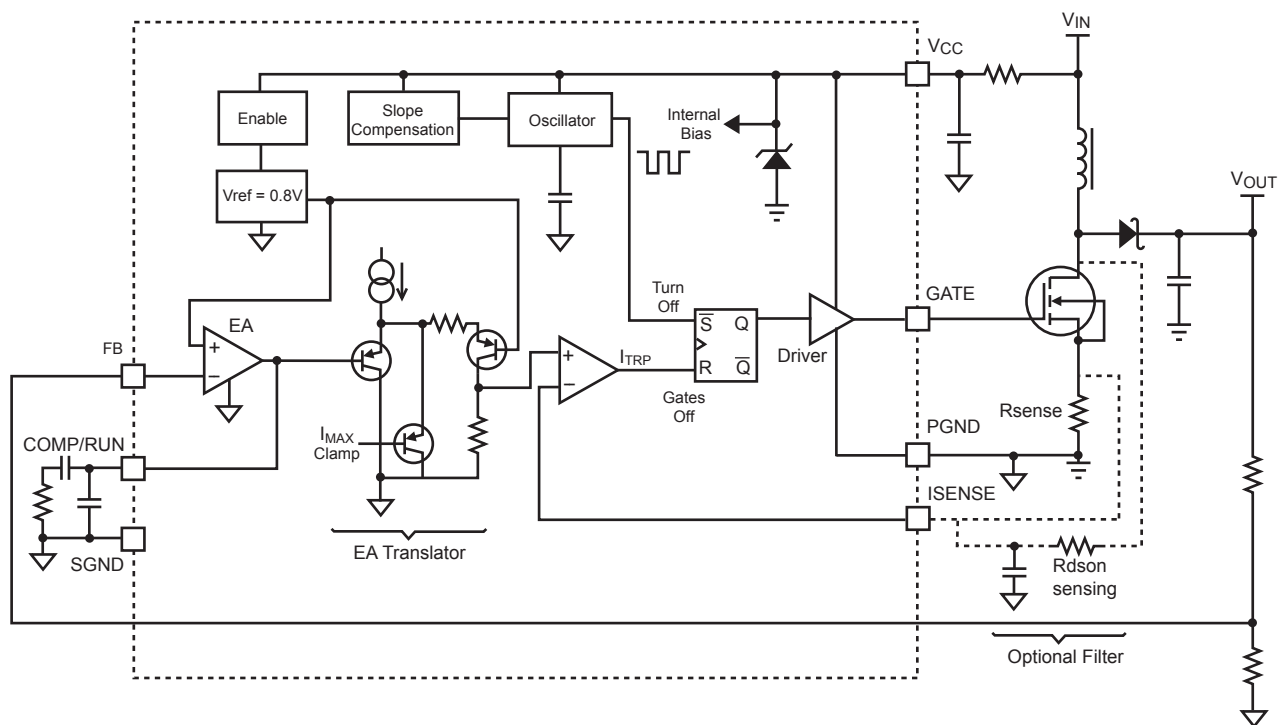 VIN
VCC
Enable
Slope
Compensation
Oscillator
Internal
Bias
Vref = 0.8V
VOUT
Turn
Off
GATE
EA
+
−
FB
S Q
R Q
Driver
+
−
ITRP
Gates
Off
Rsense
IMAX
Clamp
PGND
COMP/RUN
ISENSE
EA Translator
SGND
Rdson
sensing
Optional Filter